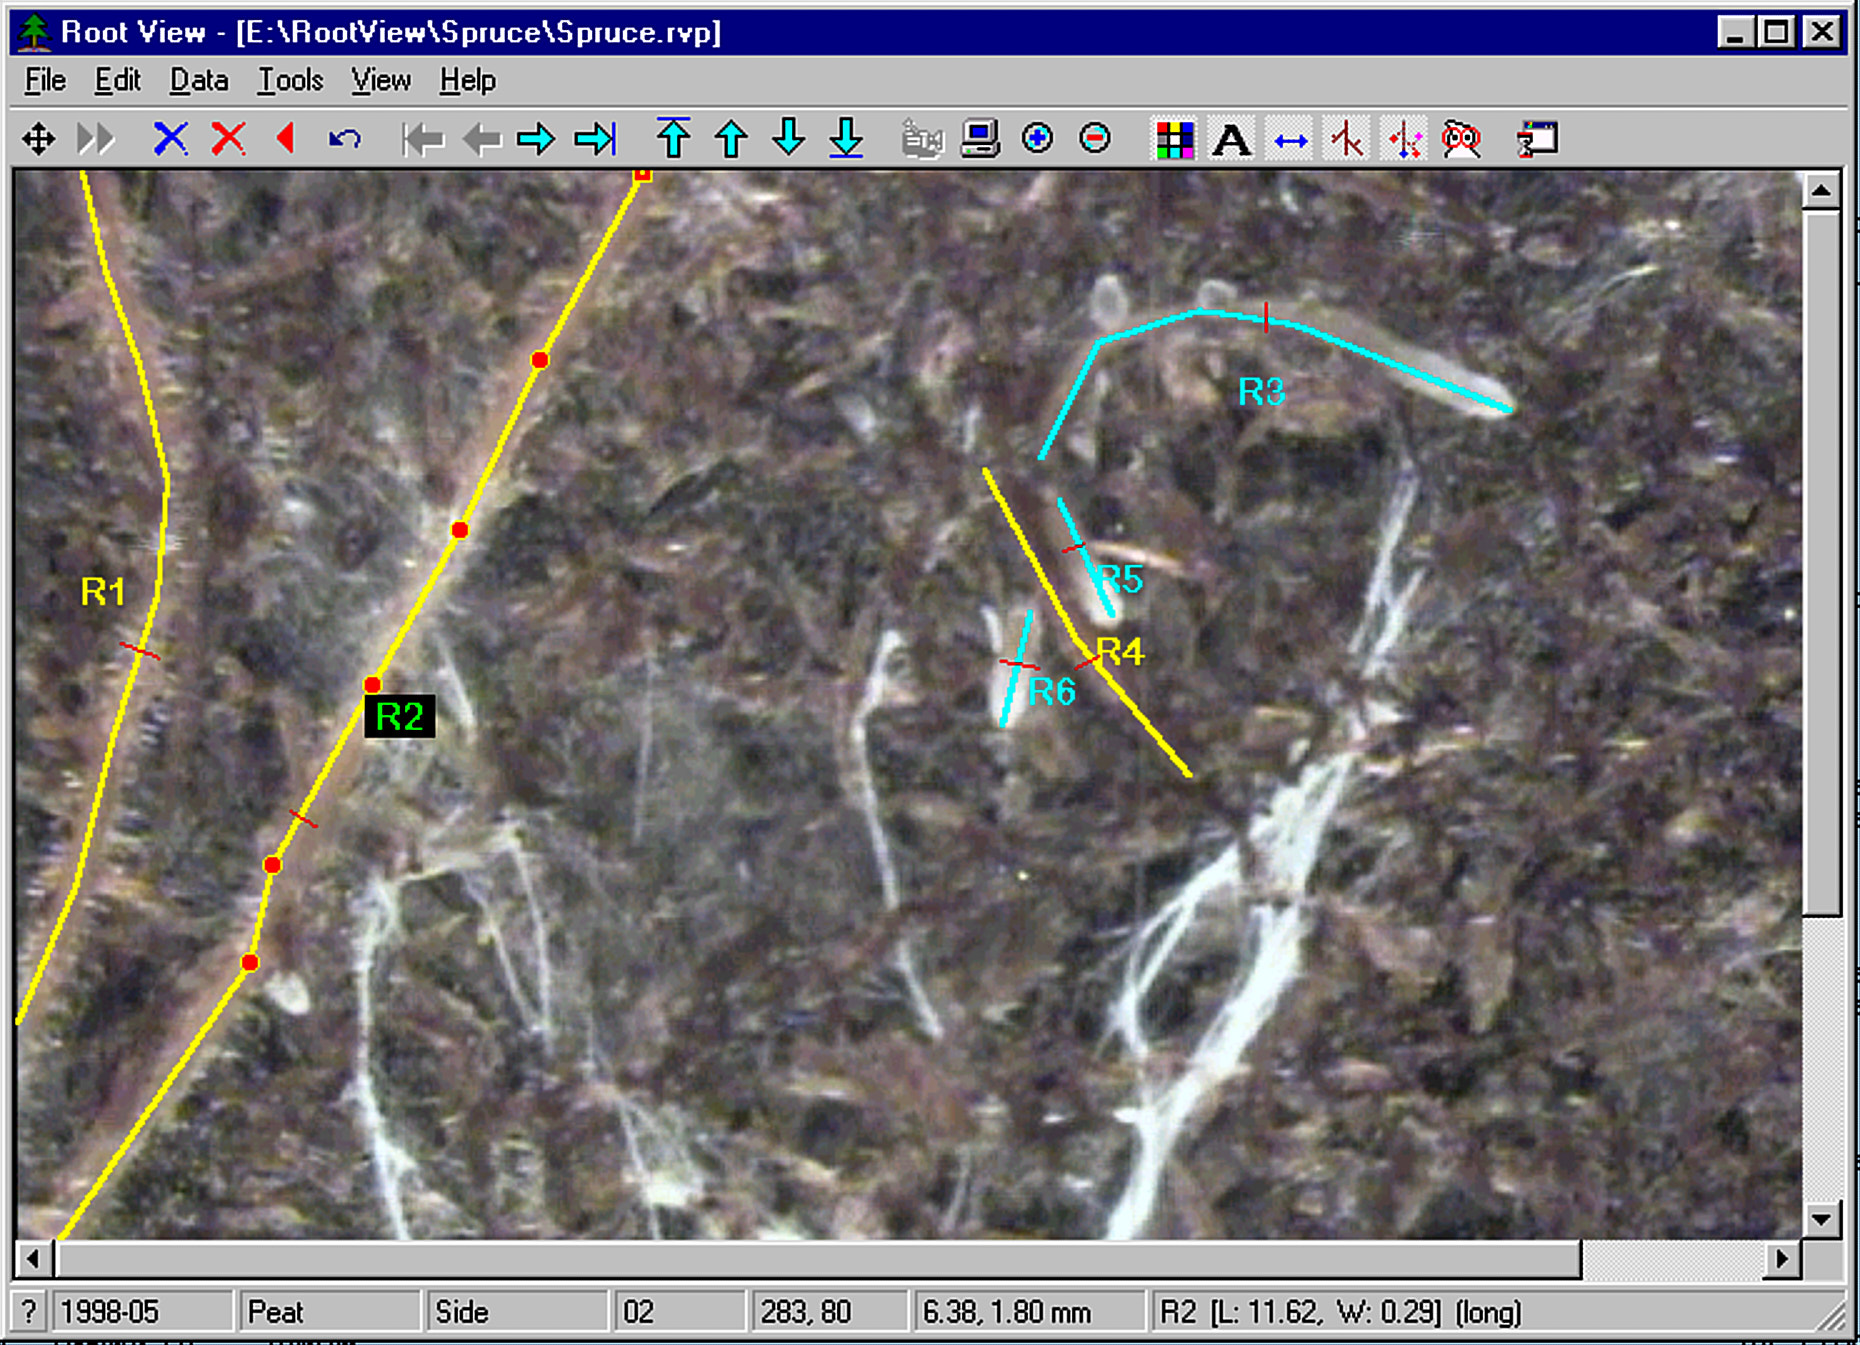 Root View - [E:\RootView\Spruce\Spruce.rvp]
File Edit Data Tools View Help
A
R3
R5
R1
R4
R6
R2
? 1998-05 Peat Side 02 283, 80 6.38, 1.80 mm R2 [L: 11.62, W: 0.29] (long)